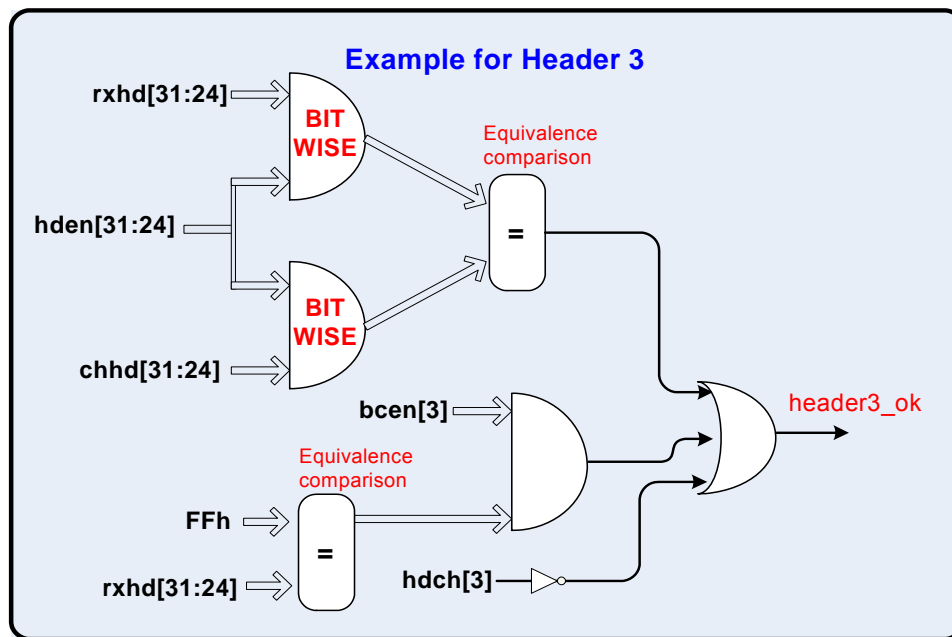 Example for Header 3
rxhd[31:24]
BIT
WISE
Equivalence
comparison
hden[31:24]
=
BIT
WISE
chhd[31:24]
bcen[3]
header3_ok
Equivalence
comparison
FFh
=
rxhd[31:24]
hdch[3]